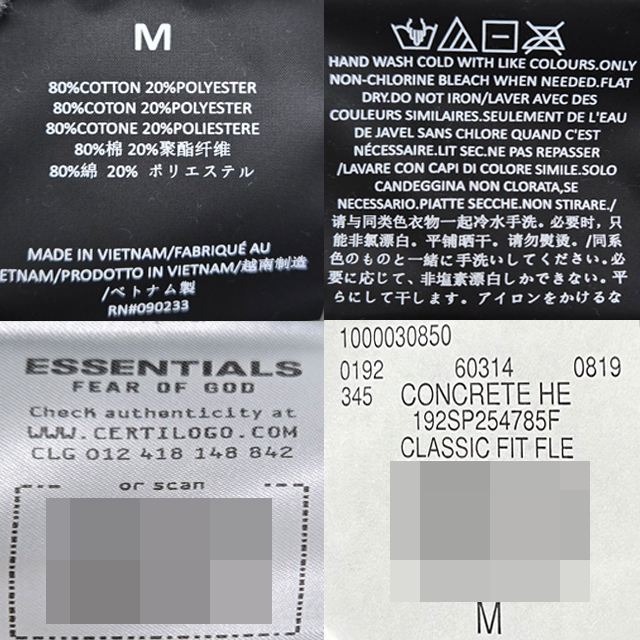 M
80%COTTON 20%POLYESTER
80%COTON 20%POLYESTER
80%COTONE 20%POLIESTERE
80%棉 20%聚酯纤维
80%綿 20% ポリエステル
MADE IN VIETNAM/FABRIQUÉ AU
ETNAM/PRODOTTO IN VIETNAM/越南制造
/ベトナム製
RN#090233
HAND WASH COLD WITH LIKE COLOURS.ONLY
NON-CHLORINE BLEACH WHEN NEEDED.FLAT
DRY.DO NOT IRON/LAVER AVEC DES
COULEURS SIMILAIRES.SEULEMENT DE L'EAU
DE JAVEL SANS CHLORE QUAND C'EST
NÉCESSAIRE.LIT SEC.NE PAS REPASSER
/LAVARE CON CAPI DI COLORE SIMILE.SOLO
CANDEGGINA NON CLORATA,SE
NECESSARIO.PIATTE SECCHE.NON STIRARE./
请与同类色衣物一起冷水手洗。必要时，只
能非氯漂白。平铺晒干。请勿熨烫。/同系
色のものと一緒に手洗いしてください。必
要に応じて、非塩素漂白しかできない。平
らにして干します。アイロンをかけるな
ESSENTIALS
FEAR OF GOD
Check authenticity at
WWW.CERTILOGO.COM
CLG 012 418 148 842
or scan
1000030850
0192 60314 0819
345 CONCRETE HE
192SP254785F
CLASSIC FIT FLE
M